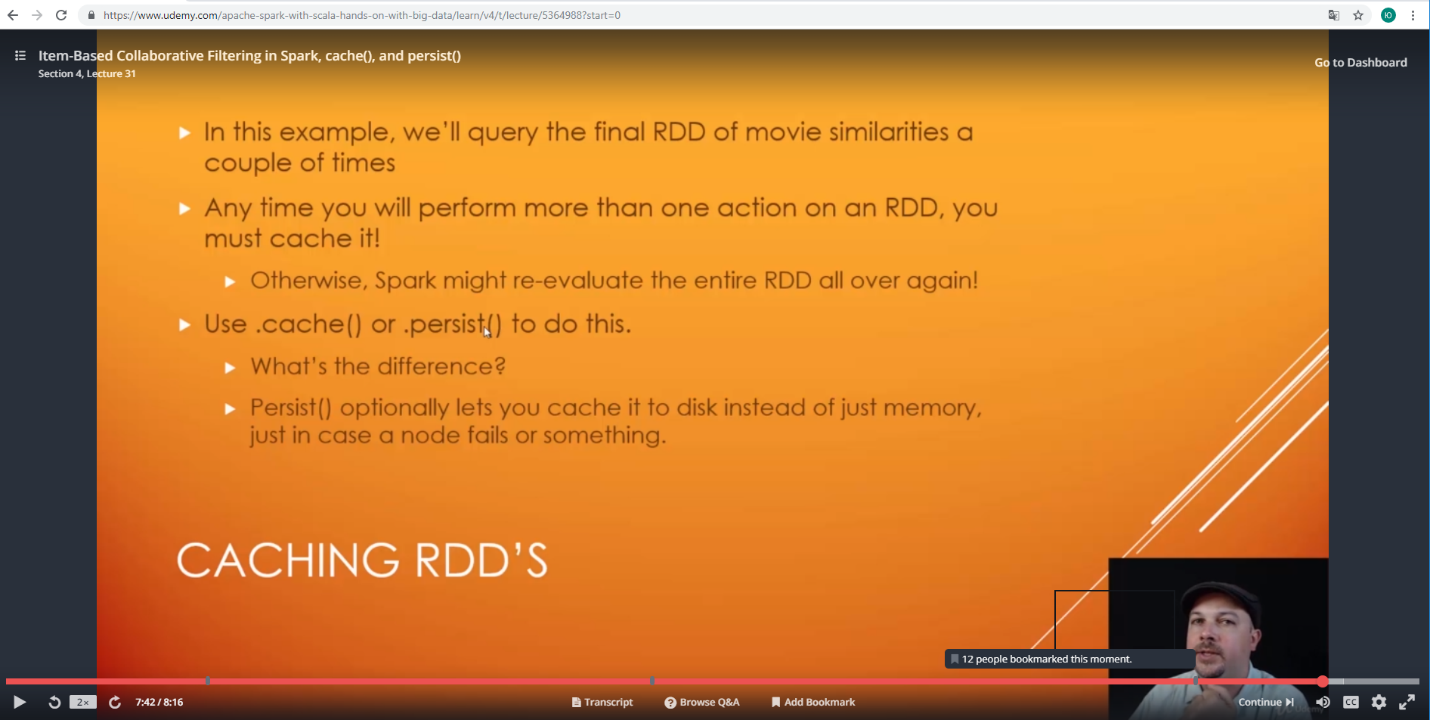 https://www.udemy.com/apache-spark-with-scala-hands-on-with-big-data/learn/v4/t/lecture/5364988?start=0
Ю
Item-Based Collaborative Filtering in Spark, cache(), and persist()
Section 4, Lecture 31
Go to Dashboard
In this example, we'll query the final RDD of movie similarities a
couple of times
Any time you will perform more than one action on an RDD, you
must cache it!
Otherwise, Spark might re-evaluate the entire RDD all over again!
Use .cache() or .persist() to do this.
What's the difference?
Persist() optionally lets you cache it to disk instead of just memory,
just in case a node fails or something.
CACHING RDD'S
12 people bookmarked this moment.
2×
7:42 / 8:16
Transcript
Browse Q&A
Add Bookmark
Continue
CC